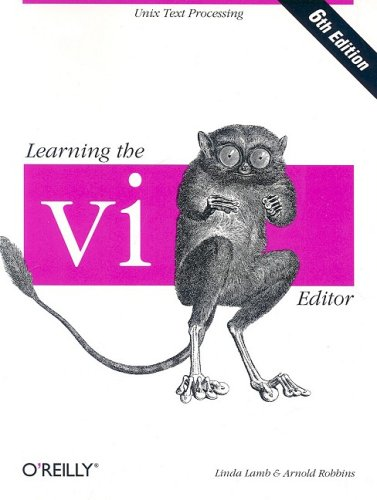 Unix Text Processing
6th Edition
Learning the
vi
Editor
O'REILLY®
Linda Lamb & Arnold Robbins